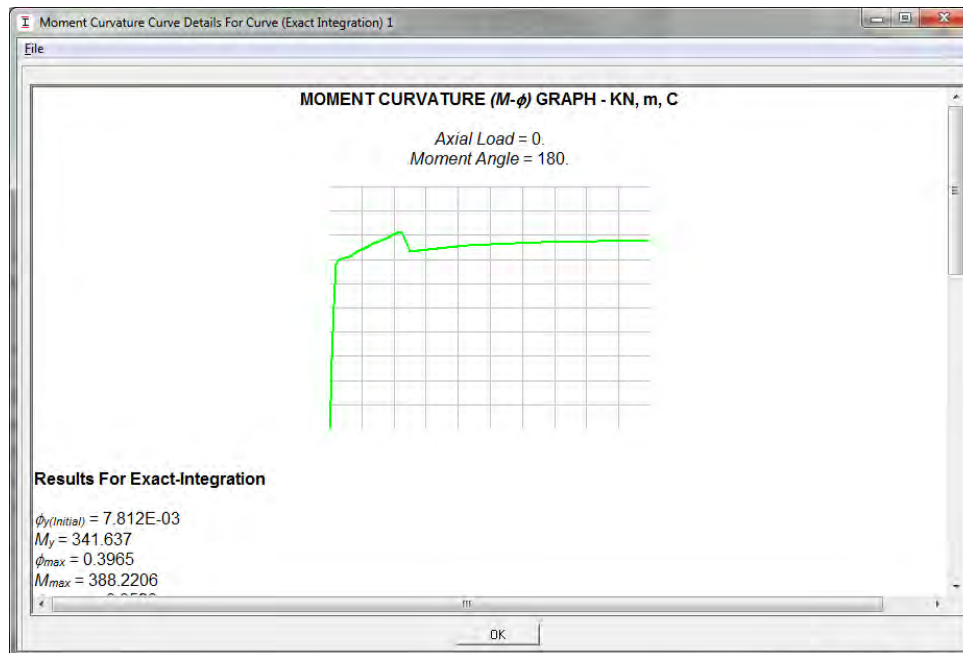 Moment Curvature Curve Details For Curve (Exact Integration) 1
File
MOMENT CURVATURE (M-ϕ) GRAPH - KN, m, C
Axial Load = 0.
Moment Angle = 180.
Results For Exact-Integration
ϕy(Initial) = 7.812E-03
My = 341.637
ϕmax = 0.3965
Mmax = 388.2206
OK